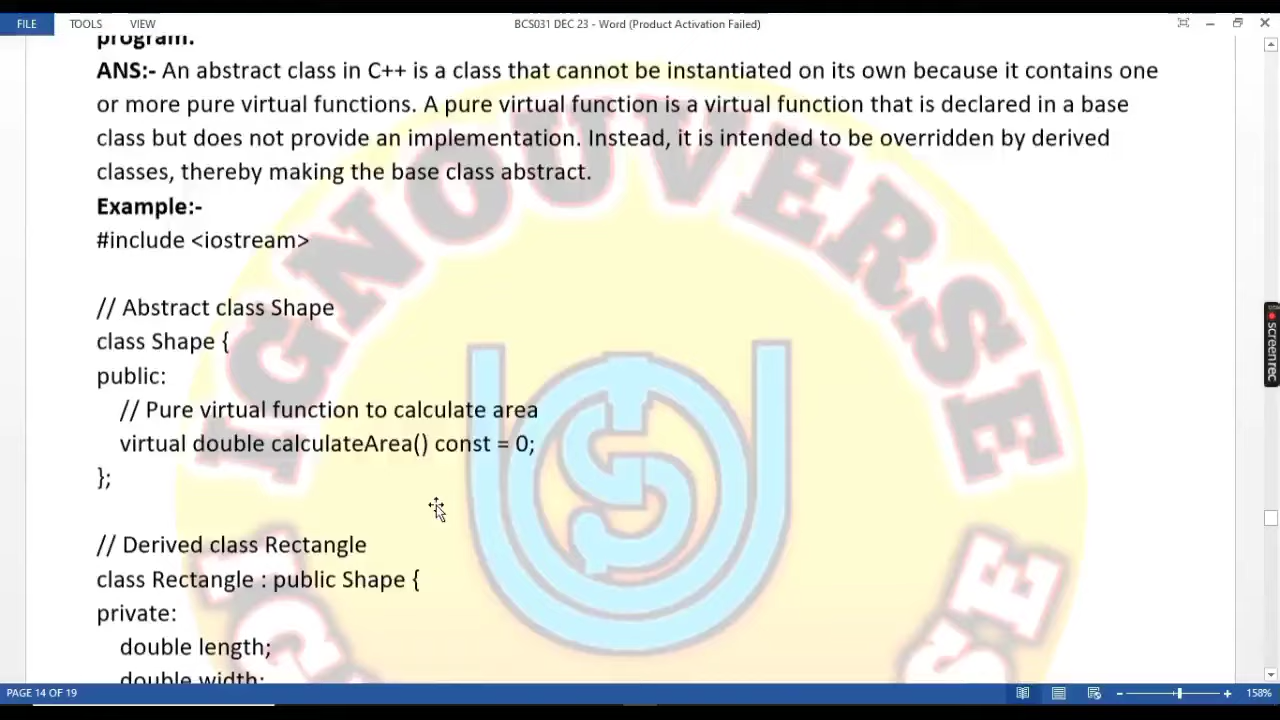 FILE TOOLS VIEW BCS031 DEC 23 - Word (Product Activation Failed)
program.
ANS:- An abstract class in C++ is a class that cannot be instantiated on its own because it contains one
or more pure virtual functions. A pure virtual function is a virtual function that is declared in a base
class but does not provide an implementation. Instead, it is intended to be overridden by derived
classes, thereby making the base class abstract.
Example:-
#include <iostream>
// Abstract class Shape
class Shape {
public:
// Pure virtual function to calculate area
virtual double calculateArea() const = 0;
};
// Derived class Rectangle
class Rectangle : public Shape {
private:
double length;
double width;
IGNOUVERSE
screenrec
PAGE 14 OF 19 158%